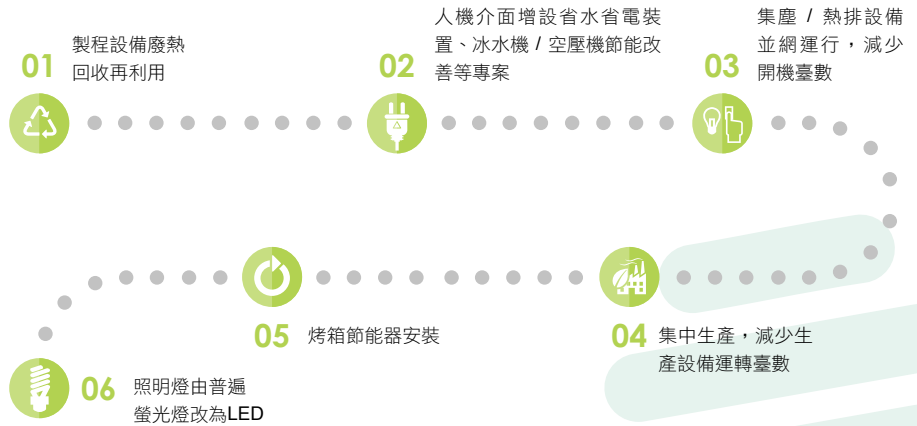 01
製程設備廢熱
回收再利用
02
人機介面增設省水省電裝
置、冰水機 / 空壓機節能改
善等專案
03
集塵 / 熱排設備
並網運行，減少
開機臺數
04
集中生產，減少生
產設備運轉臺數
05
烤箱節能器安裝
06
照明燈由普遍
螢光燈改為LED